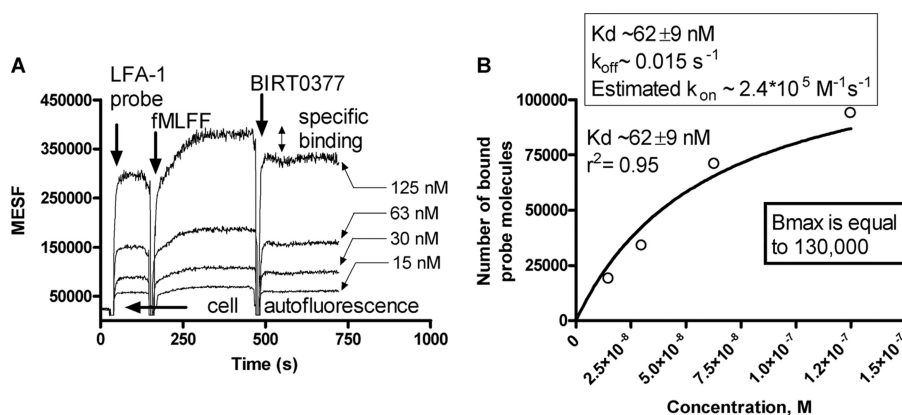 A
LFA-1
probe
fMLFF
BIRT0377
specific
binding
450000
350000
250000
150000
50000
MESF
125 nM
63 nM
30 nM
15 nM
cell autofluorescence
0 250 500 750 1000
Time (s)
B
Kd ~62±9 nM
koff~ 0.015 s-1
Estimated kon ~ 2.4*10^5 M-1s-1
Kd ~62±9 nM
r²= 0.95
100000
75000
50000
25000
0
Number of bound
probe molecules
Bmax is equal
to 130,000
0 2.5×10-8 5.0×10-8 7.5×10-8 1.0×10-7 1.2×10-7 1.5×10-7
Concentration, M